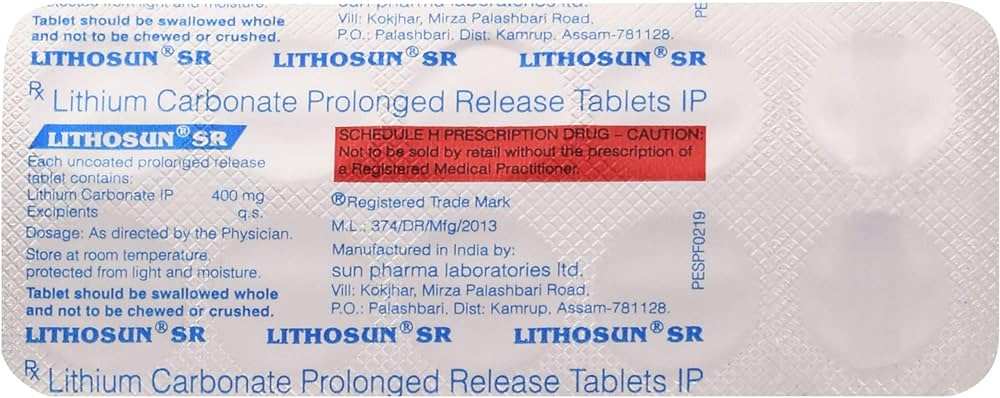 Tablet should be swallowed whole
and not to be chewed or crushed.
sun pharma laboratories ltd.
Vill: Kokjhar, Mirza Palashbari Road,
P.O.: Palashbari, Dist: Kamrup, Assam-781128.
LITHOSUN® SR LITHOSUN® SR LITHOSUN® SR
Rx Lithium Carbonate Prolonged Release Tablets IP
LITHOSUN® SR
Each uncoated prolonged release
tablet contains:
Lithium Carbonate IP 400 mg
Excipients q.s.
Dosage: As directed by the Physician.
Store at room temperature,
protected from light and moisture.
Tablet should be swallowed whole
and not to be chewed or crushed.
SCHEDULE H PRESCRIPTION DRUG – CAUTION:
Not to be sold by retail without the prescription of
a Registered Medical Practitioner.
®Registered Trade Mark
M.L.: 374/DR/Mfg/2013
Manufactured in India by:
sun pharma laboratories ltd.
Vill: Kokjhar, Mirza Palashbari Road,
P.O.: Palashbari, Dist: Kamrup, Assam-781128.
PESPF0219
LITHOSUN® SR LITHOSUN® SR LITHOSUN® SR
Rx Lithium Carbonate Prolonged Release Tablets IP